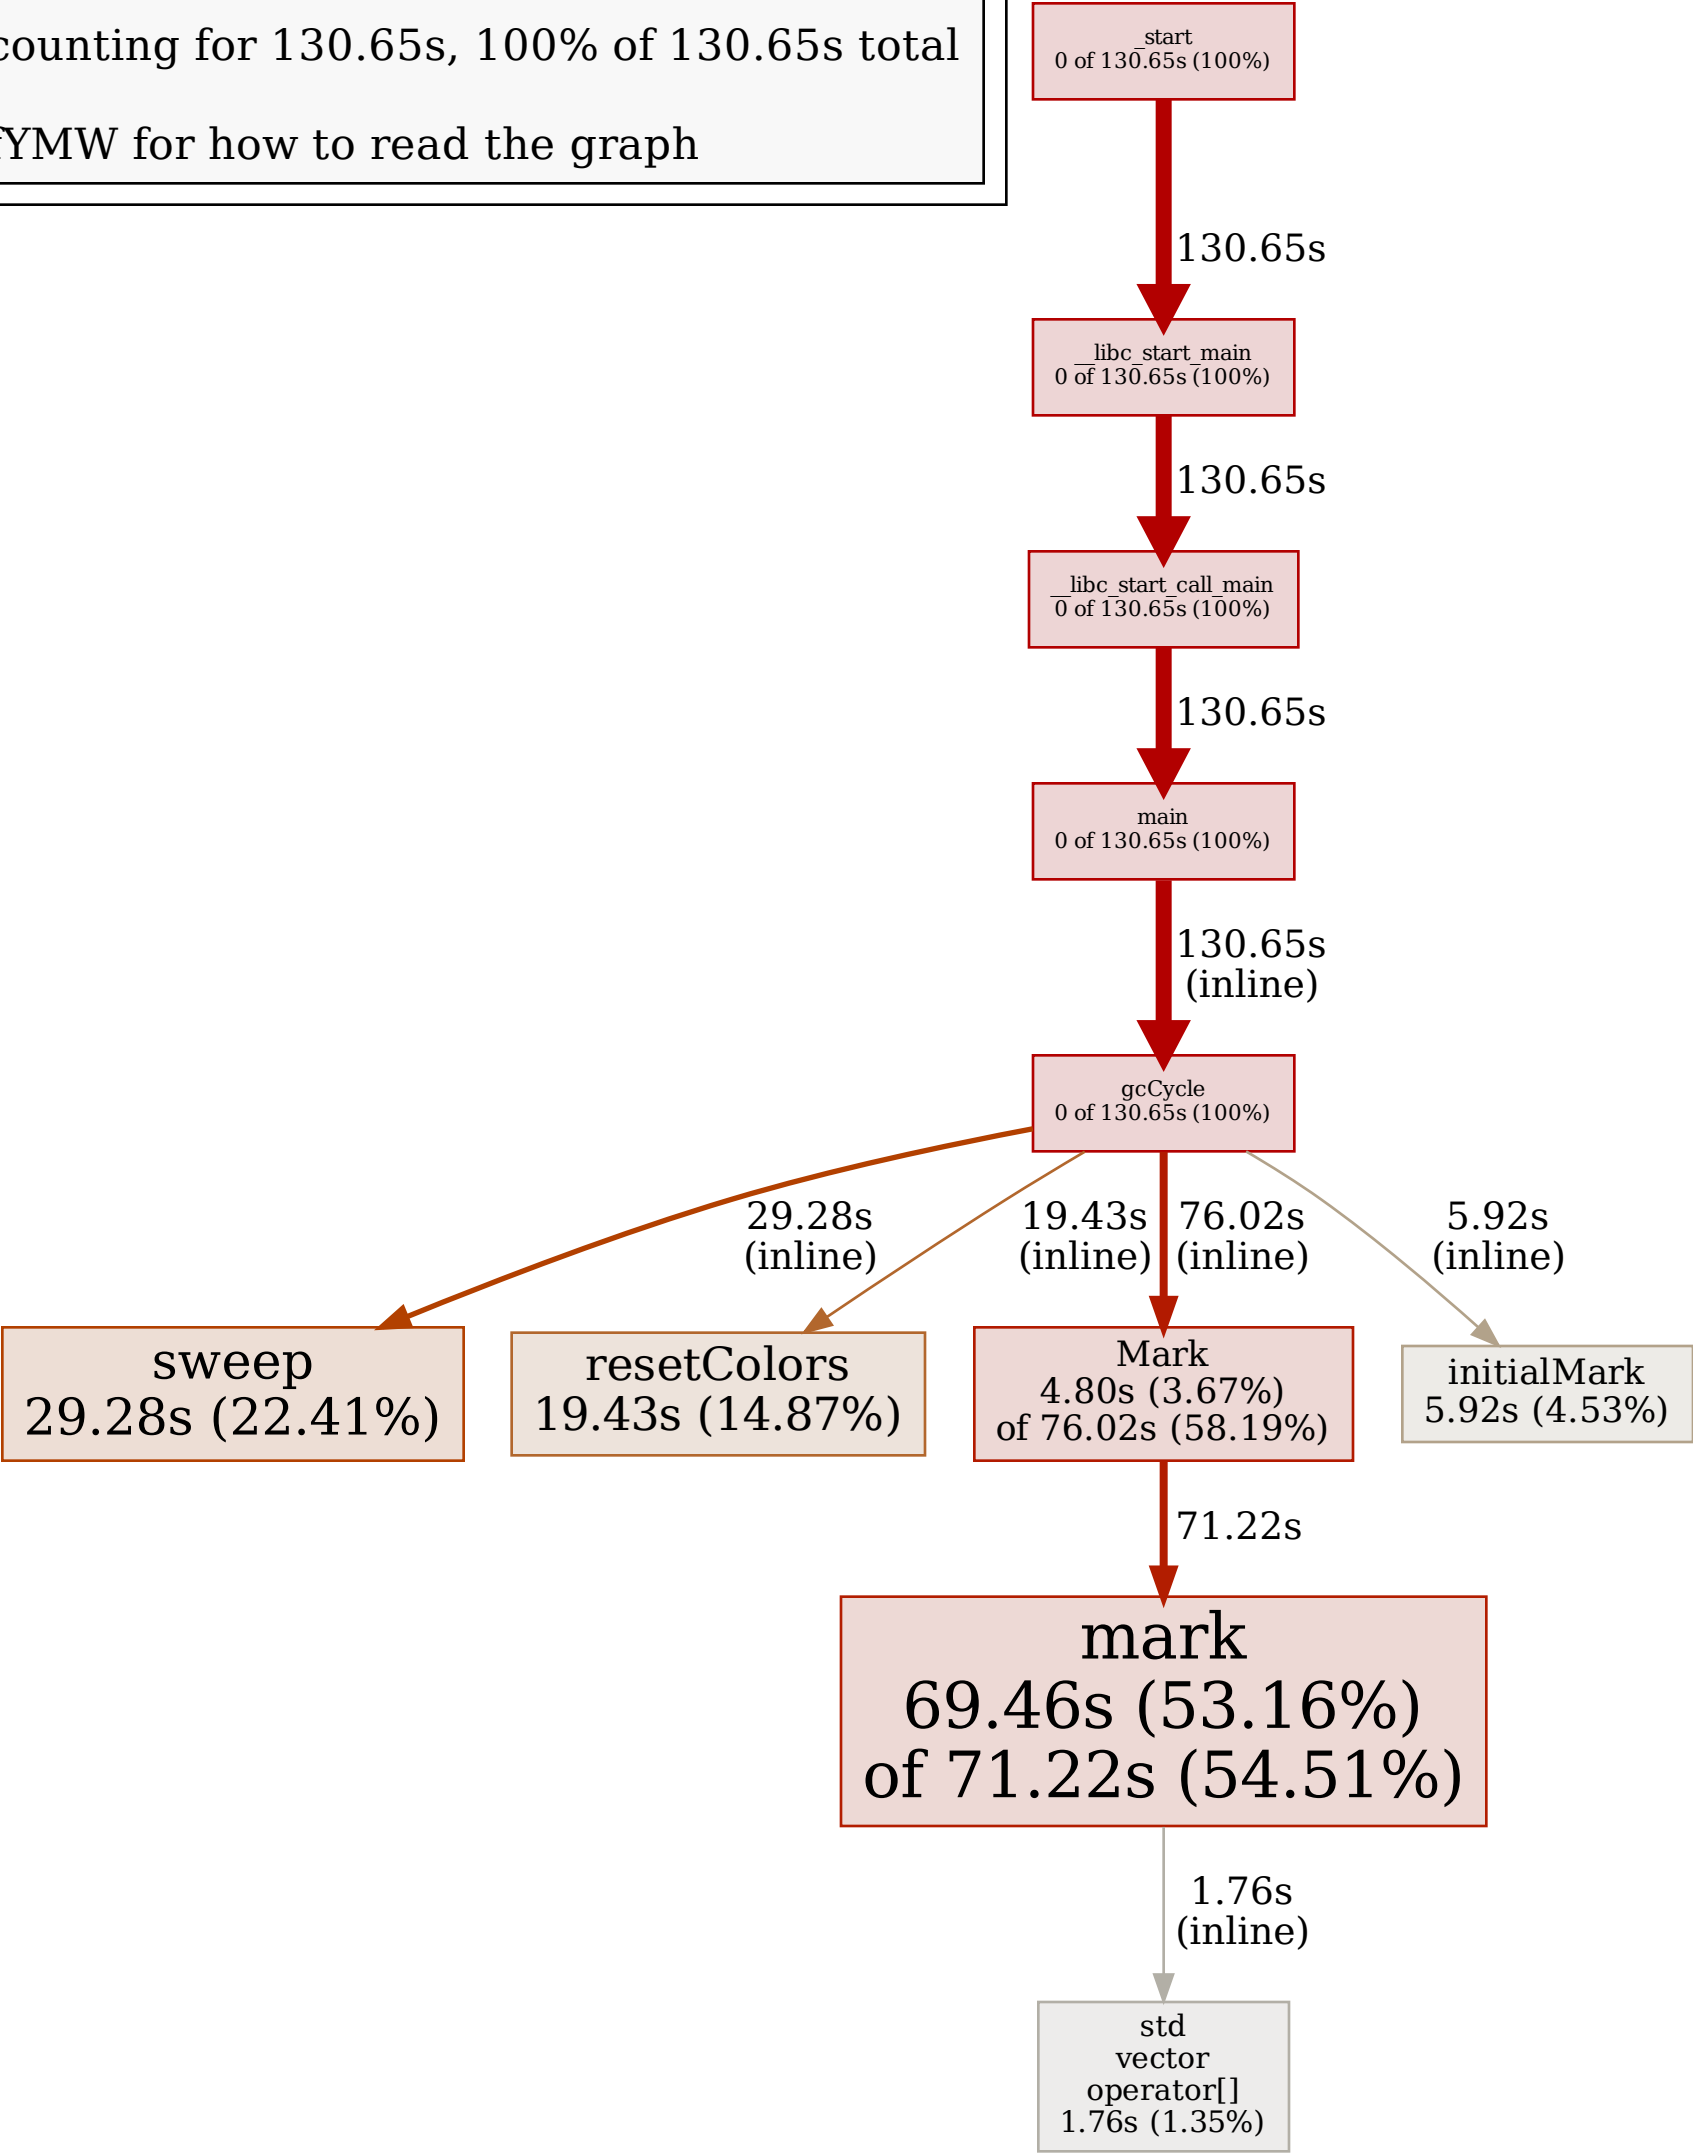 counting for 130.65s, 100% of 130.65s total
YMW for how to read the graph
_start
0 of 130.65s (100%)
130.65s
__libc_start_main
0 of 130.65s (100%)
130.65s
__libc_start_call_main
0 of 130.65s (100%)
130.65s
main
0 of 130.65s (100%)
130.65s
(inline)
gcCycle
0 of 130.65s (100%)
29.28s
(inline)
19.43s
(inline)
76.02s
(inline)
5.92s
(inline)
sweep
29.28s (22.41%)
resetColors
19.43s (14.87%)
Mark
4.80s (3.67%)
of 76.02s (58.19%)
initialMark
5.92s (4.53%)
71.22s
mark
69.46s (53.16%)
of 71.22s (54.51%)
1.76s
(inline)
std
vector
operator[]
1.76s (1.35%)